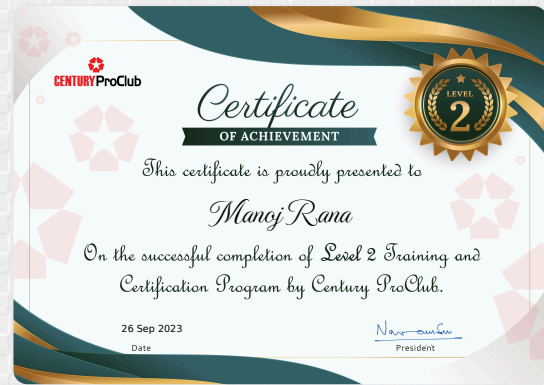 CENTURY ProClub
LEVEL
2
Certificate
OF ACHIEVEMENT
This certificate is proudly presented to
Manoj Rana
On the successful completion of Level 2 Training and
Certification Program by Century ProClub.
26 Sep 2023
Date
President